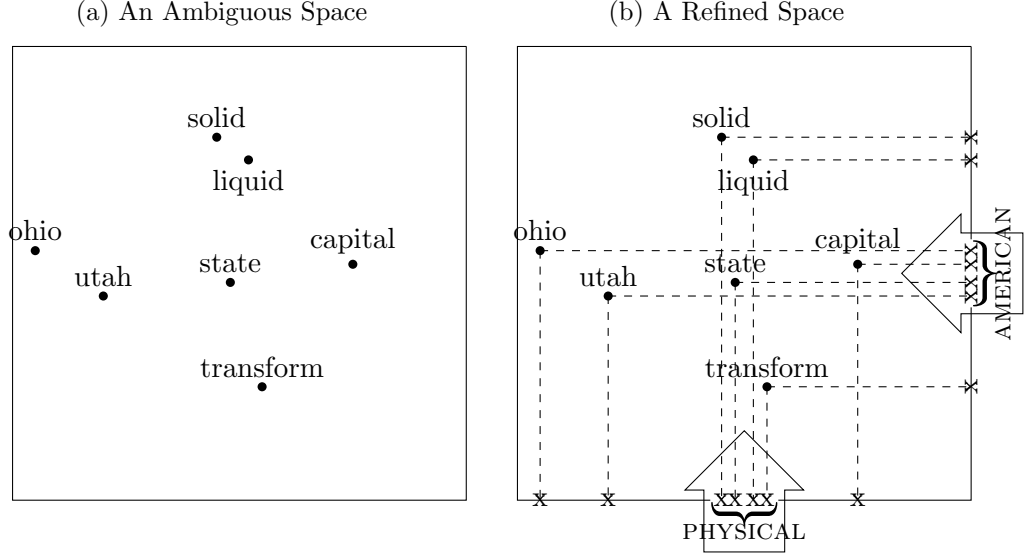 (a) An Ambiguous Space
solid
liquid
ohio
capital
utah
state
transform
(b) A Refined Space
solid
x
x
liquid
ohio
capital
x
x
utah
state
x
x
AMERICAN
transform
x
x x x x x x x
PHYSICAL